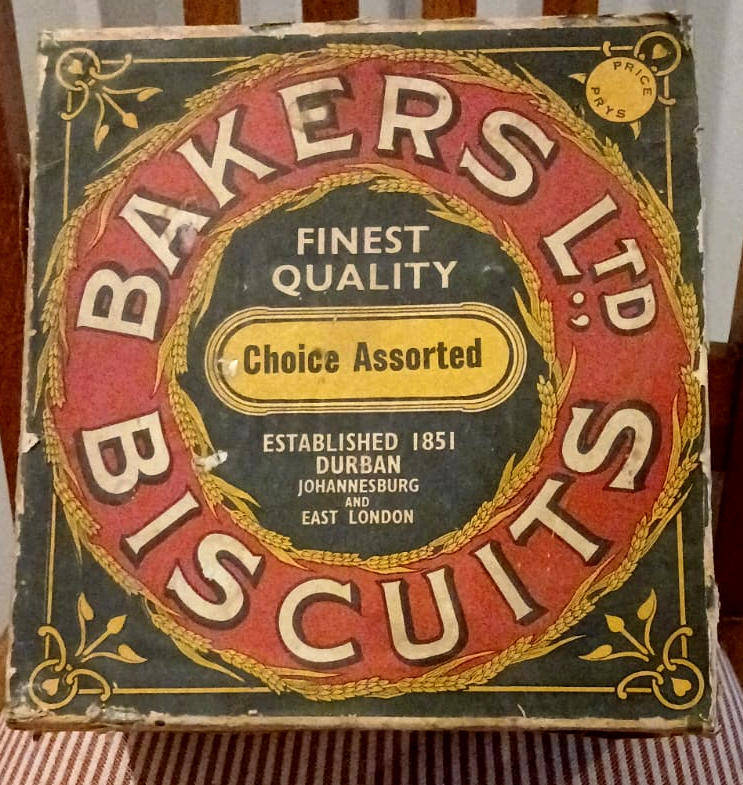 BAKERS LTD.,
BISCUITS
PRICE
PRYS
FINEST
QUALITY
Choice Assorted
ESTABLISHED 1851
DURBAN
JOHANNESBURG
AND
EAST LONDON